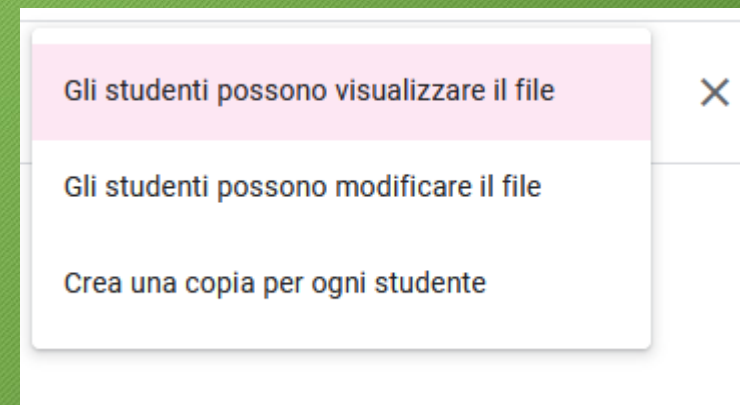 Gli studenti possono visualizzare il file
Gli studenti possono modificare il file
Crea una copia per ogni studente